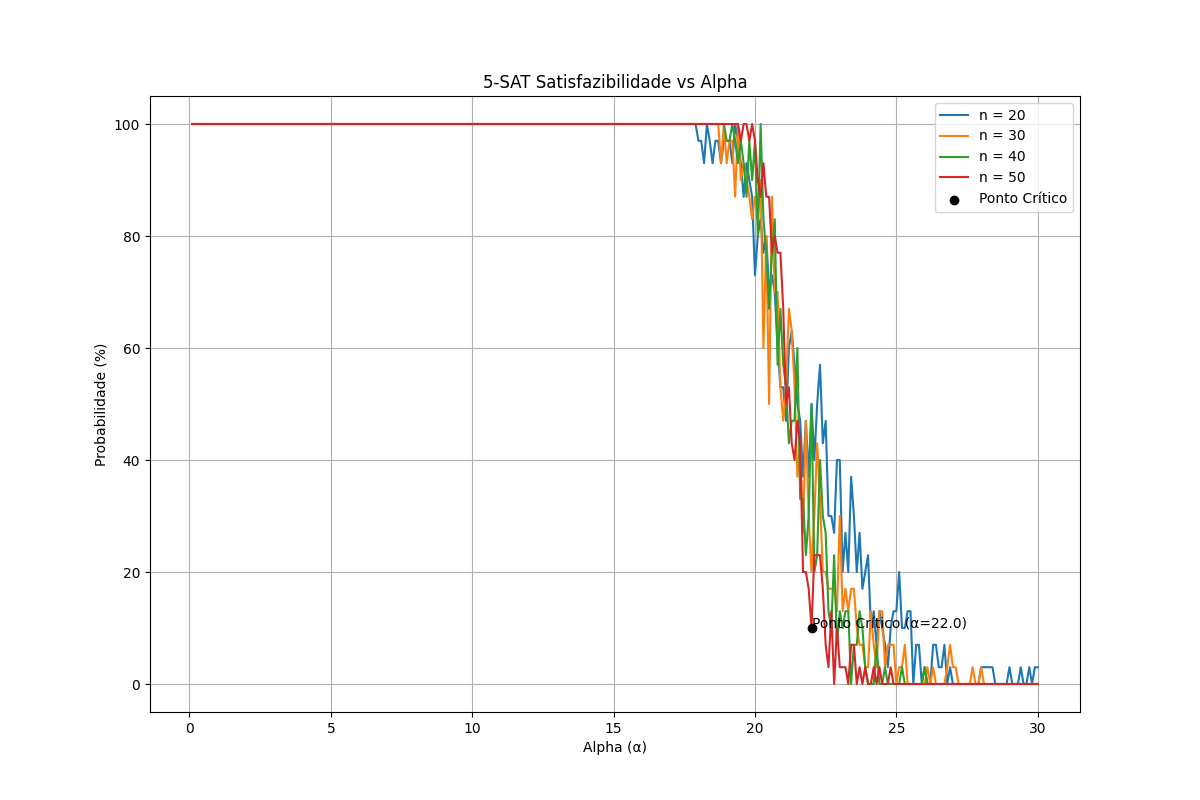 5-SAT Satisfazibilidade vs Alpha
n = 20
n = 30
n = 40
n = 50
Ponto Crítico
Probabilidade (%)
100
80
60
40
20
0
Ponto Crítico (α=22.0)
0
5
10
15
20
25
30
Alpha (α)